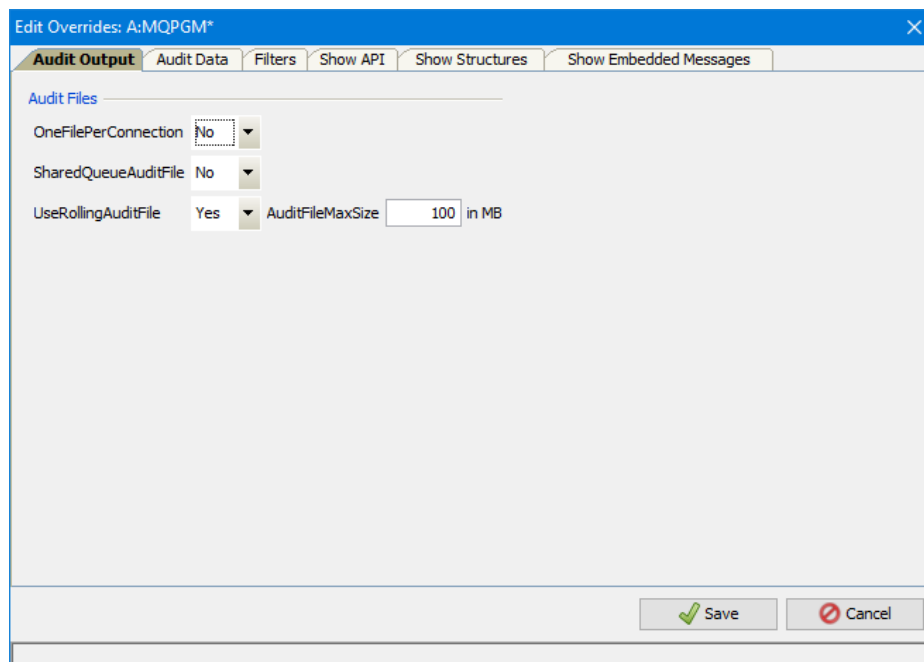 Edit Overrides: A:MQPGM*
Audit Output Audit Data Filters Show API Show Structures Show Embedded Messages
Audit Files
OneFilePerConnection No
SharedQueueAuditFile No
UseRollingAuditFile Yes AuditFileMaxSize 100 in MB
Save Cancel